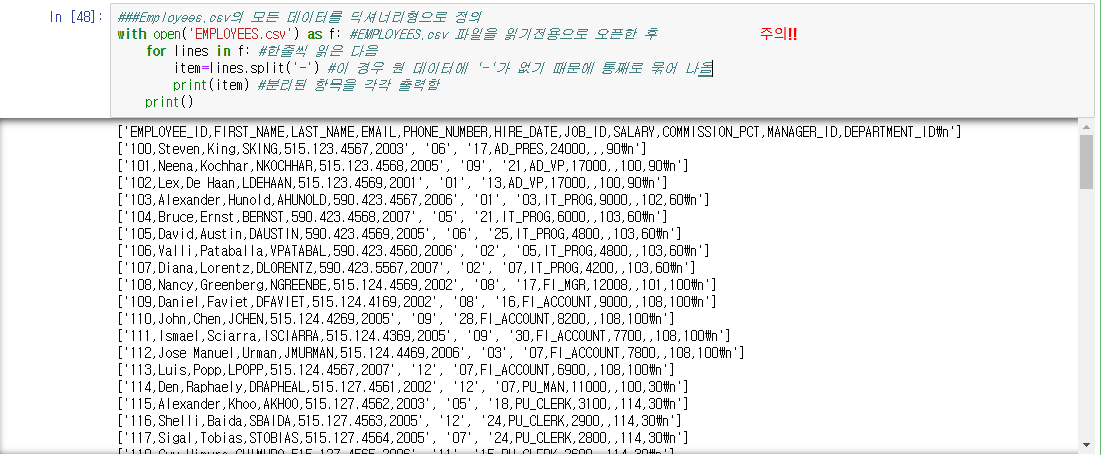 In [48]: ###Employees.csv의 모든 데이터를 딕셔너리형으로 정의
with open('EMPLOYEES.csv') as f: #EMPLOYEES.csv 파일을 읽기전용으로 오픈한 후 주의!!
for lines in f: #한줄씩 읽은 다음
item=lines.split('-') #이 경우 원 데이터에 '-'가 없기 때문에 통째로 묶어 나옴
print(item) #분리된 항목을 각각 출력함
print()
['EMPLOYEE_ID,FIRST_NAME,LAST_NAME,EMAIL,PHONE_NUMBER,HIRE_DATE,JOB_ID,SALARY,COMMISSION_PCT,MANAGER_ID,DEPARTMENT_ID₩n']
['100,Steven,King,SKING,515.123.4567,2003', '06', '17,AD_PRES,24000,,,90₩n']
['101,Neena,Kochhar,NKOCHHAR,515.123.4568,2005', '09', '21,AD_VP,17000,,100,90₩n']
['102,Lex,De Haan,LDEHAAN,515.123.4569,2001', '01', '13,AD_VP,17000,,100,90₩n']
['103,Alexander,Hunold,AHUNOLD,590.423.4567,2006', '01', '03,IT_PROG,9000,,102,60₩n']
['104,Bruce,Ernst,BERNST,590.423.4568,2007', '05', '21,IT_PROG,6000,,103,60₩n']
['105,David,Austin,DAUSTIN,590.423.4569,2005', '06', '25,IT_PROG,4800,,103,60₩n']
['106,Valli,Pataballa,VPATABAL,590.423.4560,2006', '02', '05,IT_PROG,4800,,103,60₩n']
['107,Diana,Lorentz,DLORENTZ,590.423.5567,2007', '02', '07,IT_PROG,4200,,103,60₩n']
['108,Nancy,Greenberg,NGREENBE,515.124.4569,2002', '08', '17,FI_MGR,12008,,101,100₩n']
['109,Daniel,Faviet,DFAVIET,515.124.4169,2002', '08', '16,FI_ACCOUNT,9000,,108,100₩n']
['110,John,Chen,JCHEN,515.124.4269,2005', '09', '28,FI_ACCOUNT,8200,,108,100₩n']
['111,Ismael,Sciarra,ISCIARRA,515.124.4369,2005', '09', '30,FI_ACCOUNT,7700,,108,100₩n']
['112,Jose Manuel,Urman,JMURMAN,515.124.4469,2006', '03', '07,FI_ACCOUNT,7800,,108,100₩n']
['113,Luis,Popp,LPOPP,515.124.4567,2007', '12', '07,FI_ACCOUNT,6900,,108,100₩n']
['114,Den,Raphaely,DRAPHEAL,515.127.4561,2002', '12', '07,PU_MAN,11000,,100,30₩n']
['115,Alexander,Khoo,AKHOO,515.127.4562,2003', '05', '18,PU_CLERK,3100,,114,30₩n']
['116,Shelli,Baida,SBAIDA,515.127.4563,2005', '12', '24,PU_CLERK,2900,,114,30₩n']
['117,Sigal,Tobias,STOBIAS,515.127.4564,2005', '07', '24,PU_CLERK,2800,,114,30₩n']